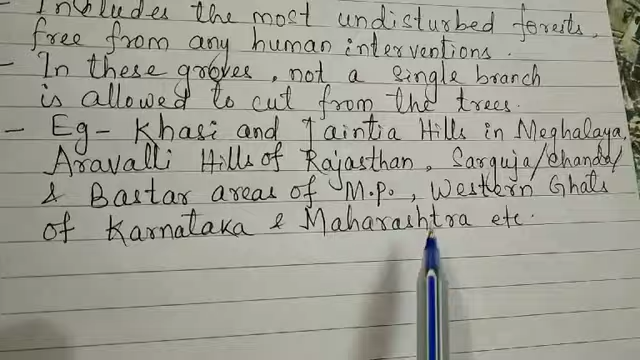 - Includes the most undisturbed forests,
free from any human interventions.
- In these groves, not a single branch
is allowed to cut from the trees.
- Eg - Khasi and Jaintia Hills in Meghalaya,
Aravalli Hills of Rajasthan, Sarguja/Chanda/
& Bastar areas of M.P., Western Ghats
of Karnataka & Maharashtra etc.